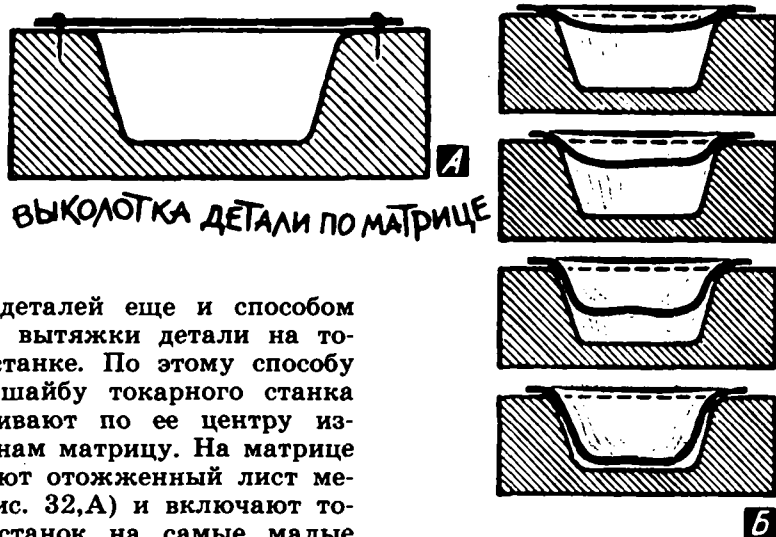 А
ВЫКОЛОТКА ДЕТАЛИ ПО МАТРИЦЕ
Б
деталей еще и способом
вытяжки детали на то-
станке. По этому способу
шайбу токарного станка
ивают по ее центру из-
нам матрицу. На матрице
ют отожженный лист ме-
ис. 32,А) и включают то-
станок на самые малые